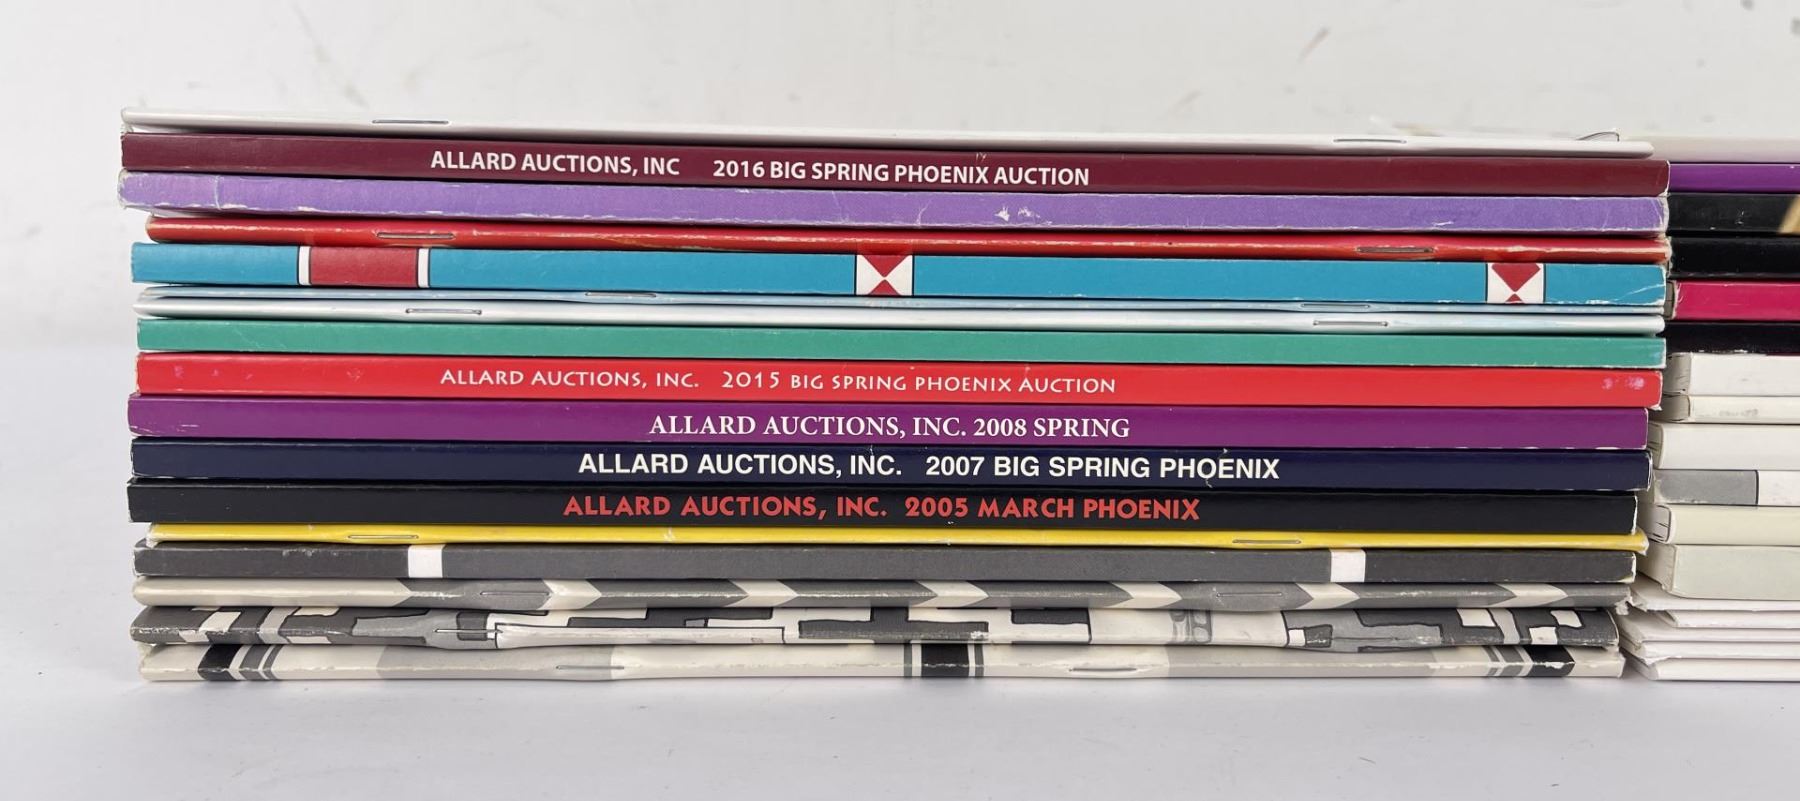 ALLARD AUCTIONS, INC 2016 BIG SPRING PHOENIX AUCTION
ALLARD AUCTIONS, INC. 2015 BIG SPRING PHOENIX AUCTION
ALLARD AUCTIONS, INC. 2008 SPRING
ALLARD AUCTIONS, INC. 2007 BIG SPRING PHOENIX
ALLARD AUCTIONS, INC. 2005 MARCH PHOENIX